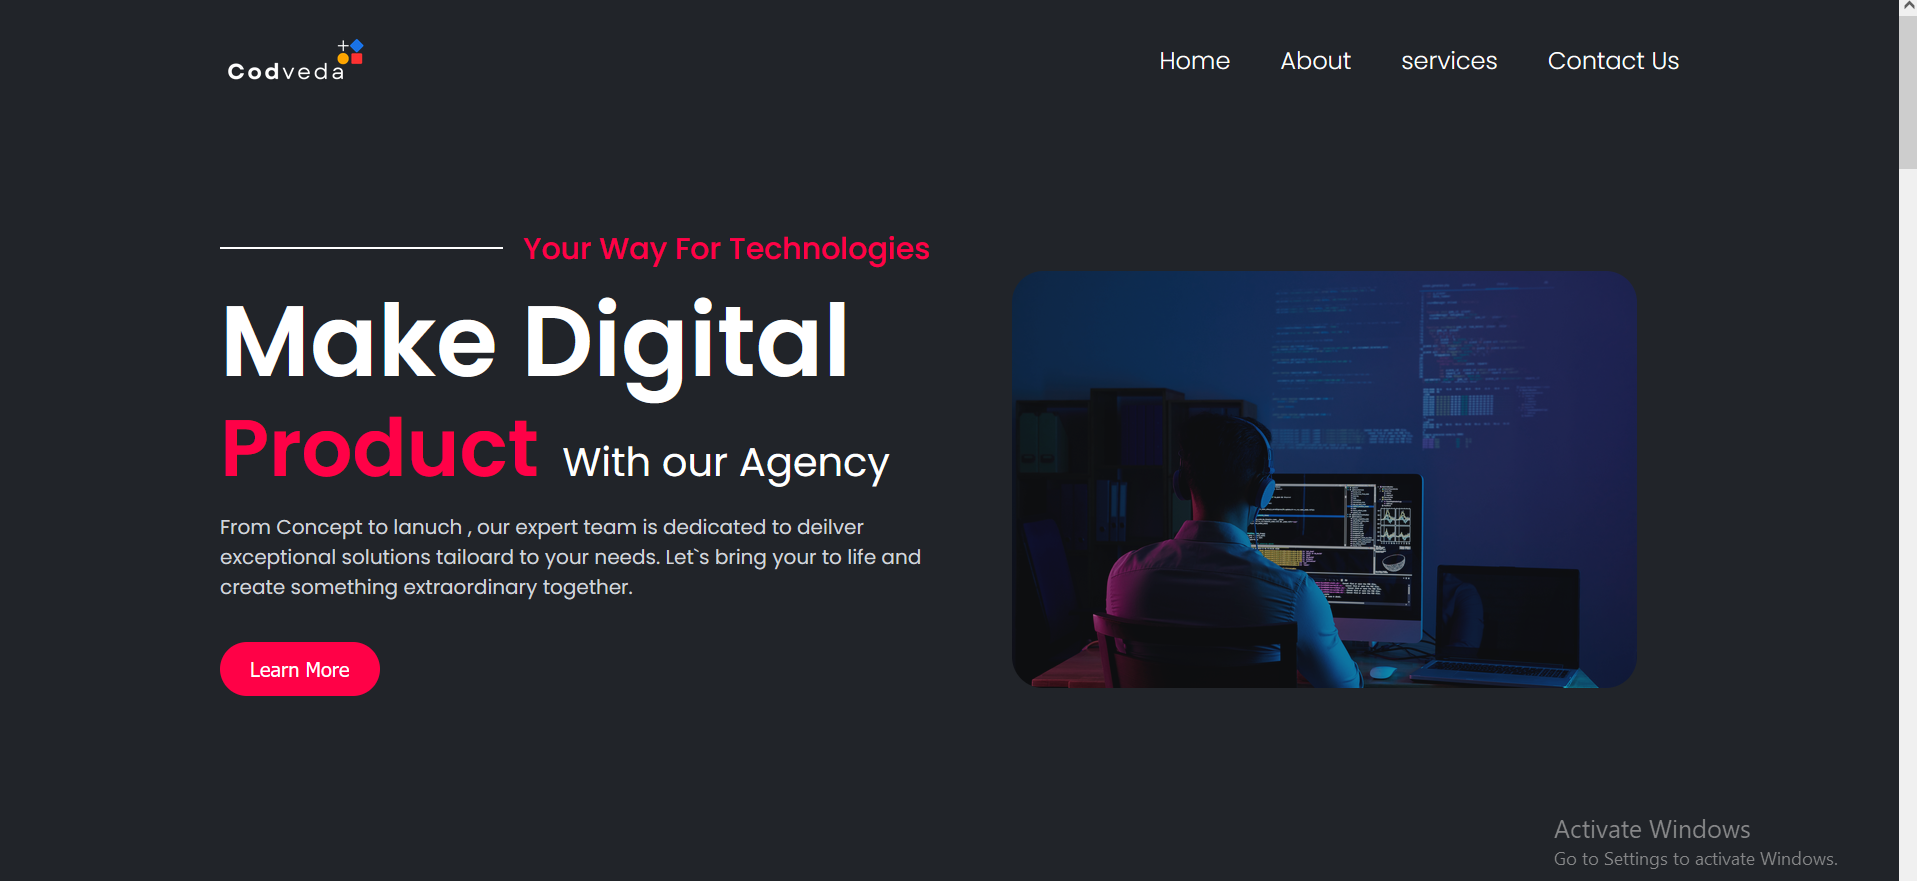 Codveda
Home About services Contact Us
Your Way For Technologies
Make Digital
Product With our Agency
From Concept to lanuch , our expert team is dedicated to deilver
exceptional solutions tailoard to your needs. Let`s bring your to life and
create something extraordinary together.
Learn More
Activate Windows
Go to Settings to activate Windows.